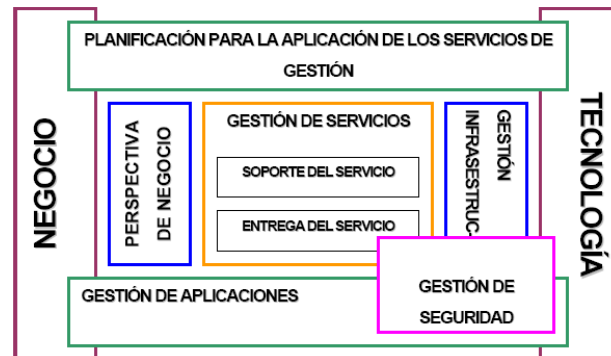 PLANIFICACIÓN PARA LA APLICACIÓN DE LOS SERVICIOS DE
GESTIÓN
NEGOCIO
PERSPECTIVA
DE NEGOCIO
GESTIÓN DE SERVICIOS
SOPORTE DEL SERVICIO
ENTREGA DEL SERVICIO
GESTIÓN
INFRASESTRUC-
TECNOLOGÍA
GESTIÓN DE APLICACIONES
GESTIÓN DE
SEGURIDAD